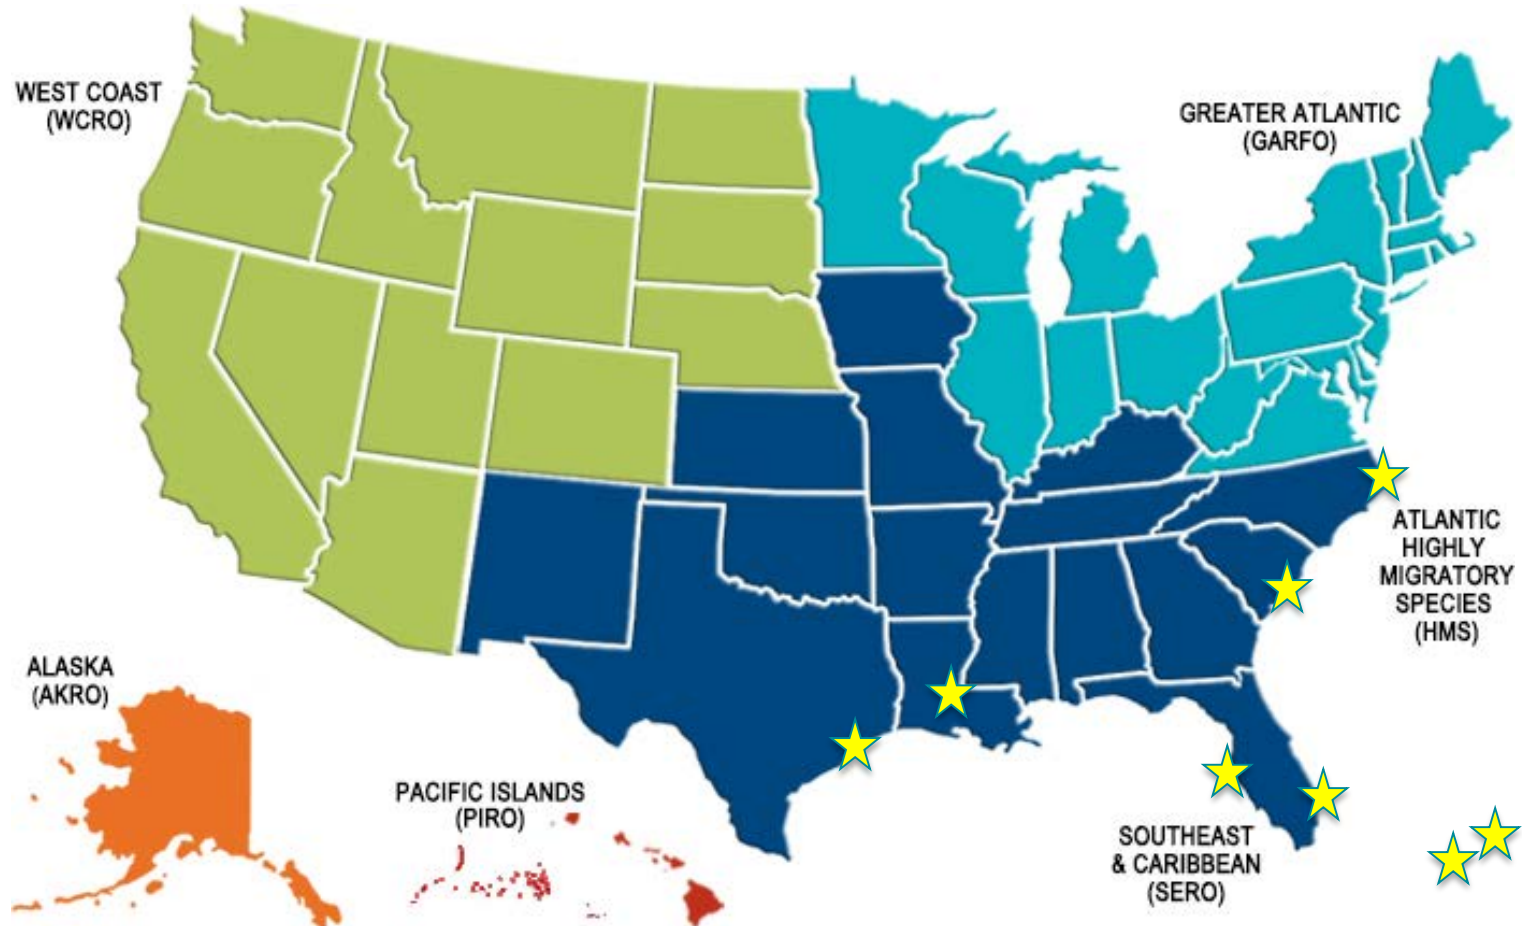 WEST COAST
(WCRO)
GREATER ATLANTIC
(GARFO)
ATLANTIC
HIGHLY
MIGRATORY
SPECIES
(HMS)
ALASKA
(AKRO)
PACIFIC ISLANDS
(PIRO)
SOUTHEAST
& CARIBBEAN
(SERO)